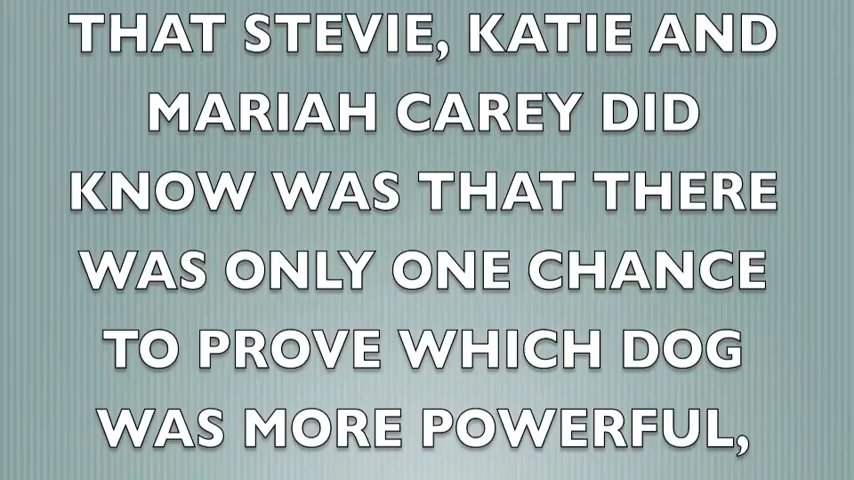 THAT STEVIE, KATIE AND
MARIAH CAREY DID
KNOW WAS THAT THERE
WAS ONLY ONE CHANCE
TO PROVE WHICH DOG
WAS MORE POWERFUL,